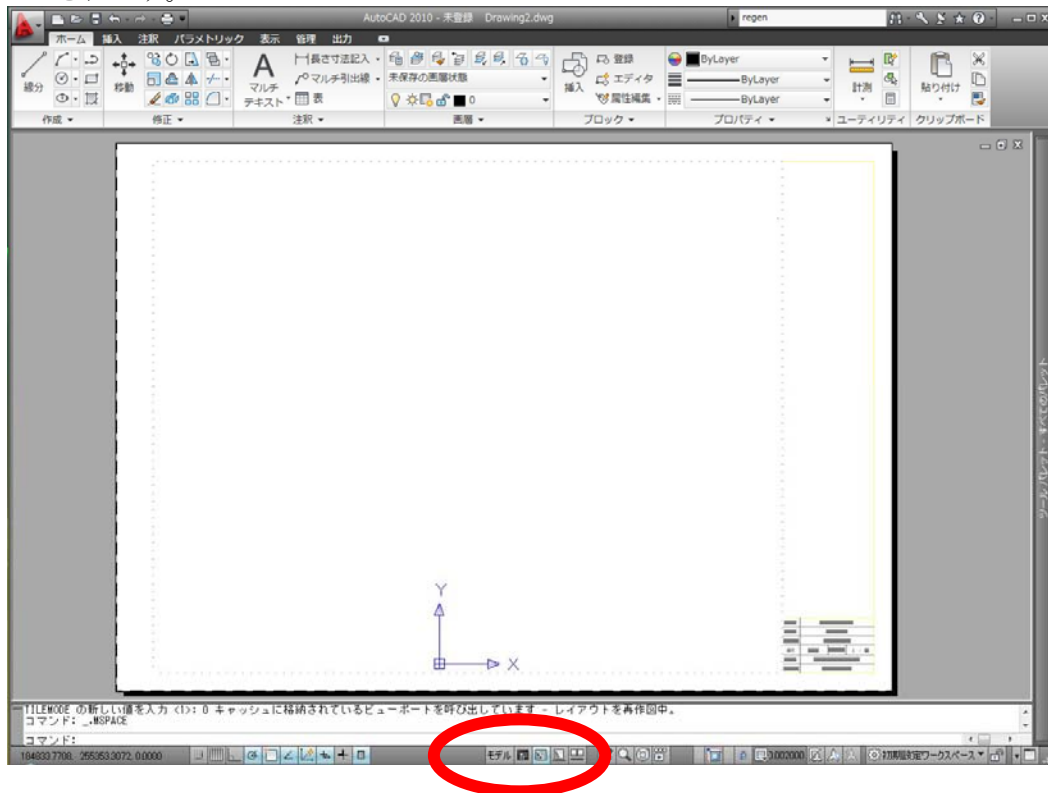 AutoCAD 2010 - 未登録 Drawing2.dwg
regen
ホーム 挿入 注釈 パラメトリック 表示 管理 出力
線分
移動
A
マルチ
テキスト
長さ寸法記入
マルチ引出線
表
未保存の画層状態
0
挿入
登録
エディタ
属性編集
ByLayer
ByLayer
ByLayer
計測
貼り付け
作成 修正 注釈 画層 ブロック プロパティ ユーティリティ クリップボード
ツール パレット - すべてのパレット
Y
X
TILEMODE の新しい値を入力 <1>: 0 キャッシュに格納されているビューポートを呼び出しています - レイアウトを再作図中。
コマンド: _.MSPACE
コマンド:
モデル
0.002000
初期設定ワークスペース